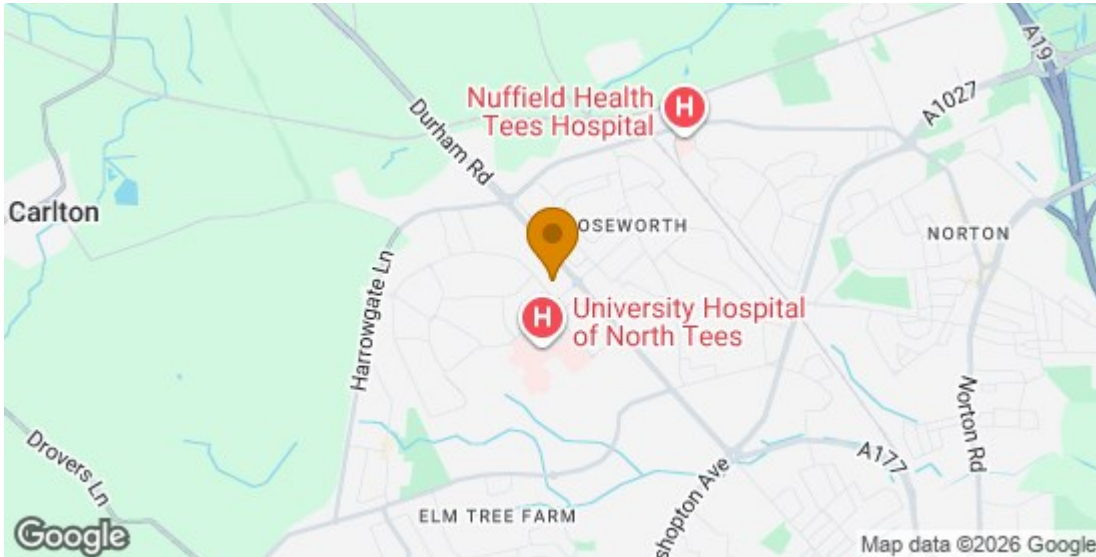 Nuffield Health
Tees Hospital
H
A19
A1027
Durham Rd
Carlton
OSEWORTH
NORTON
Harrowgate Ln
H
University Hospital
of North Tees
Norton Rd
Drovers Ln
A177
shopton Ave
ELM TREE FARM
Google
Map data ©2026 Google